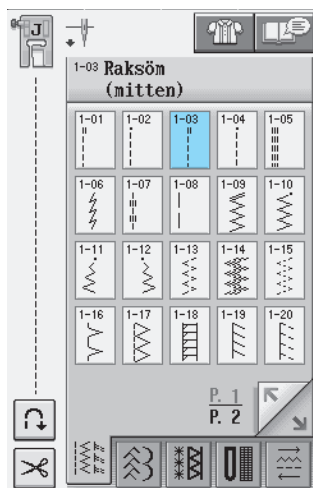 J
1-03 Raksöm
(mitten)
1-01 1-02 1-03 1-04 1-05
1-06 1-07 1-08 1-09 1-10
1-11 1-12 1-13 1-14 1-15
1-16 1-17 1-18 1-19 1-20
P. 1
P. 2